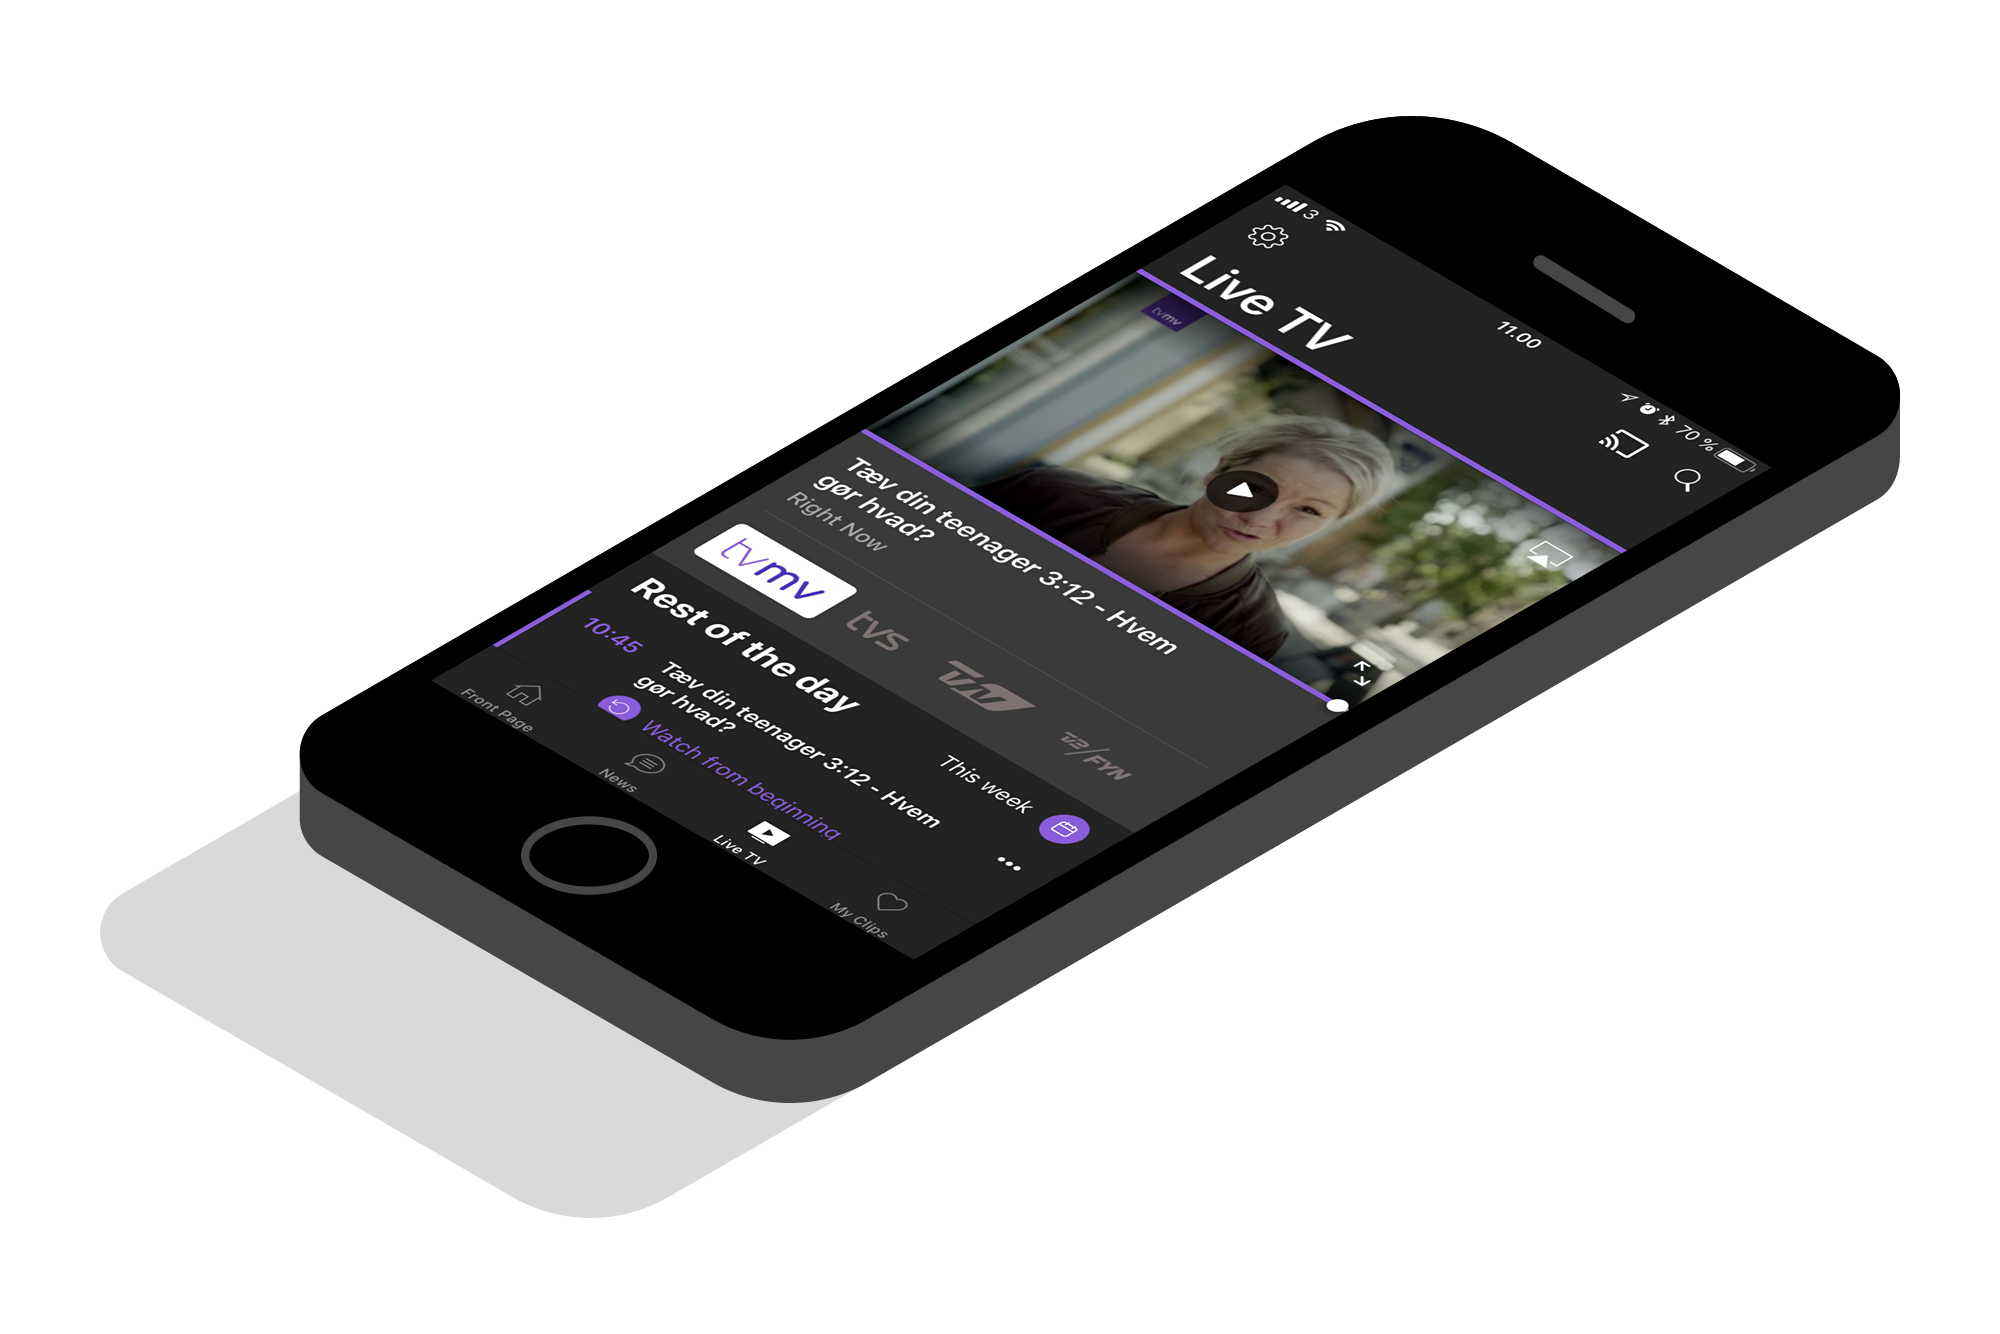 3
11.00
70 %
Live TV
tvmv
Tæv din teenager 3:12 - Hvem
gør hvad?
Right Now
tvmv
tvs
TV2/FYN
Rest of the day
This week
10:45
Tæv din teenager 3:12 - Hvem
gør hvad?
Watch from beginning
Front Page
News
Live TV
My Clips